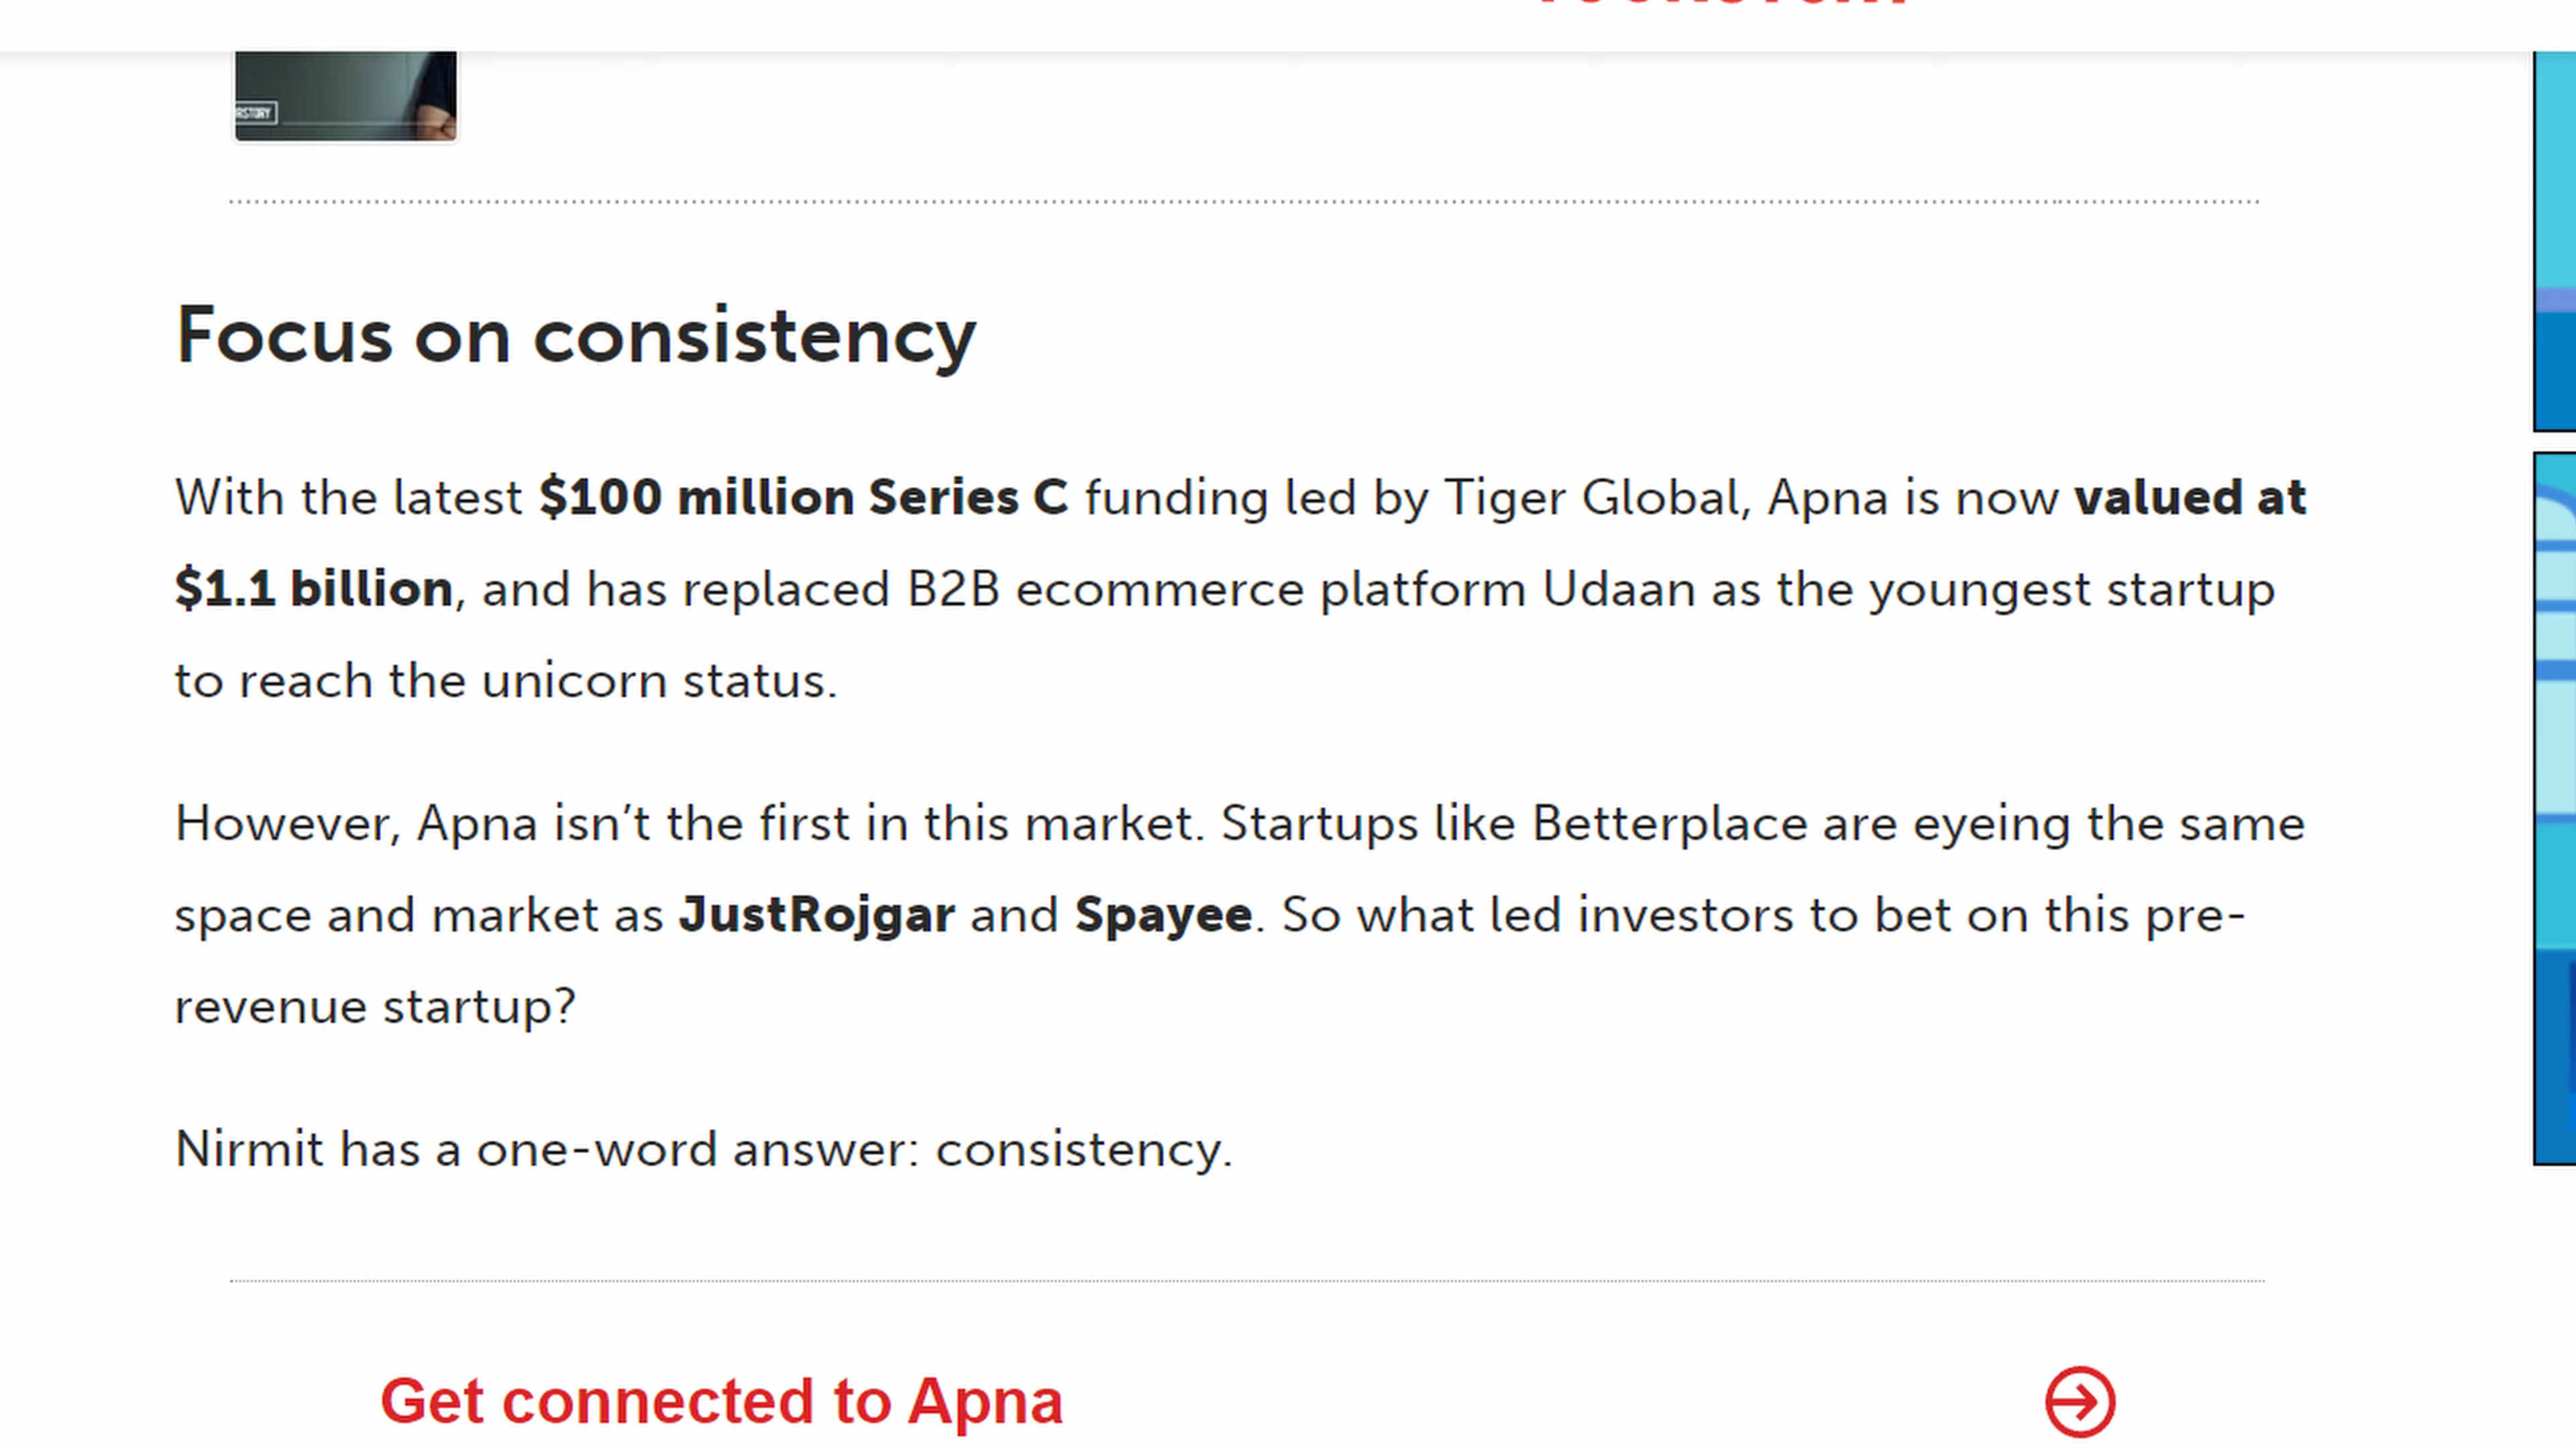 Focus on consistency
With the latest $100 million Series C funding led by Tiger Global, Apna is now valued at
$1.1 billion, and has replaced B2B ecommerce platform Udaan as the youngest startup
to reach the unicorn status.
However, Apna isn’t the first in this market. Startups like Betterplace are eyeing the same
space and market as JustRojgar and Spayee. So what led investors to bet on this pre-
revenue startup?
Nirmit has a one-word answer: consistency.
Get connected to Apna